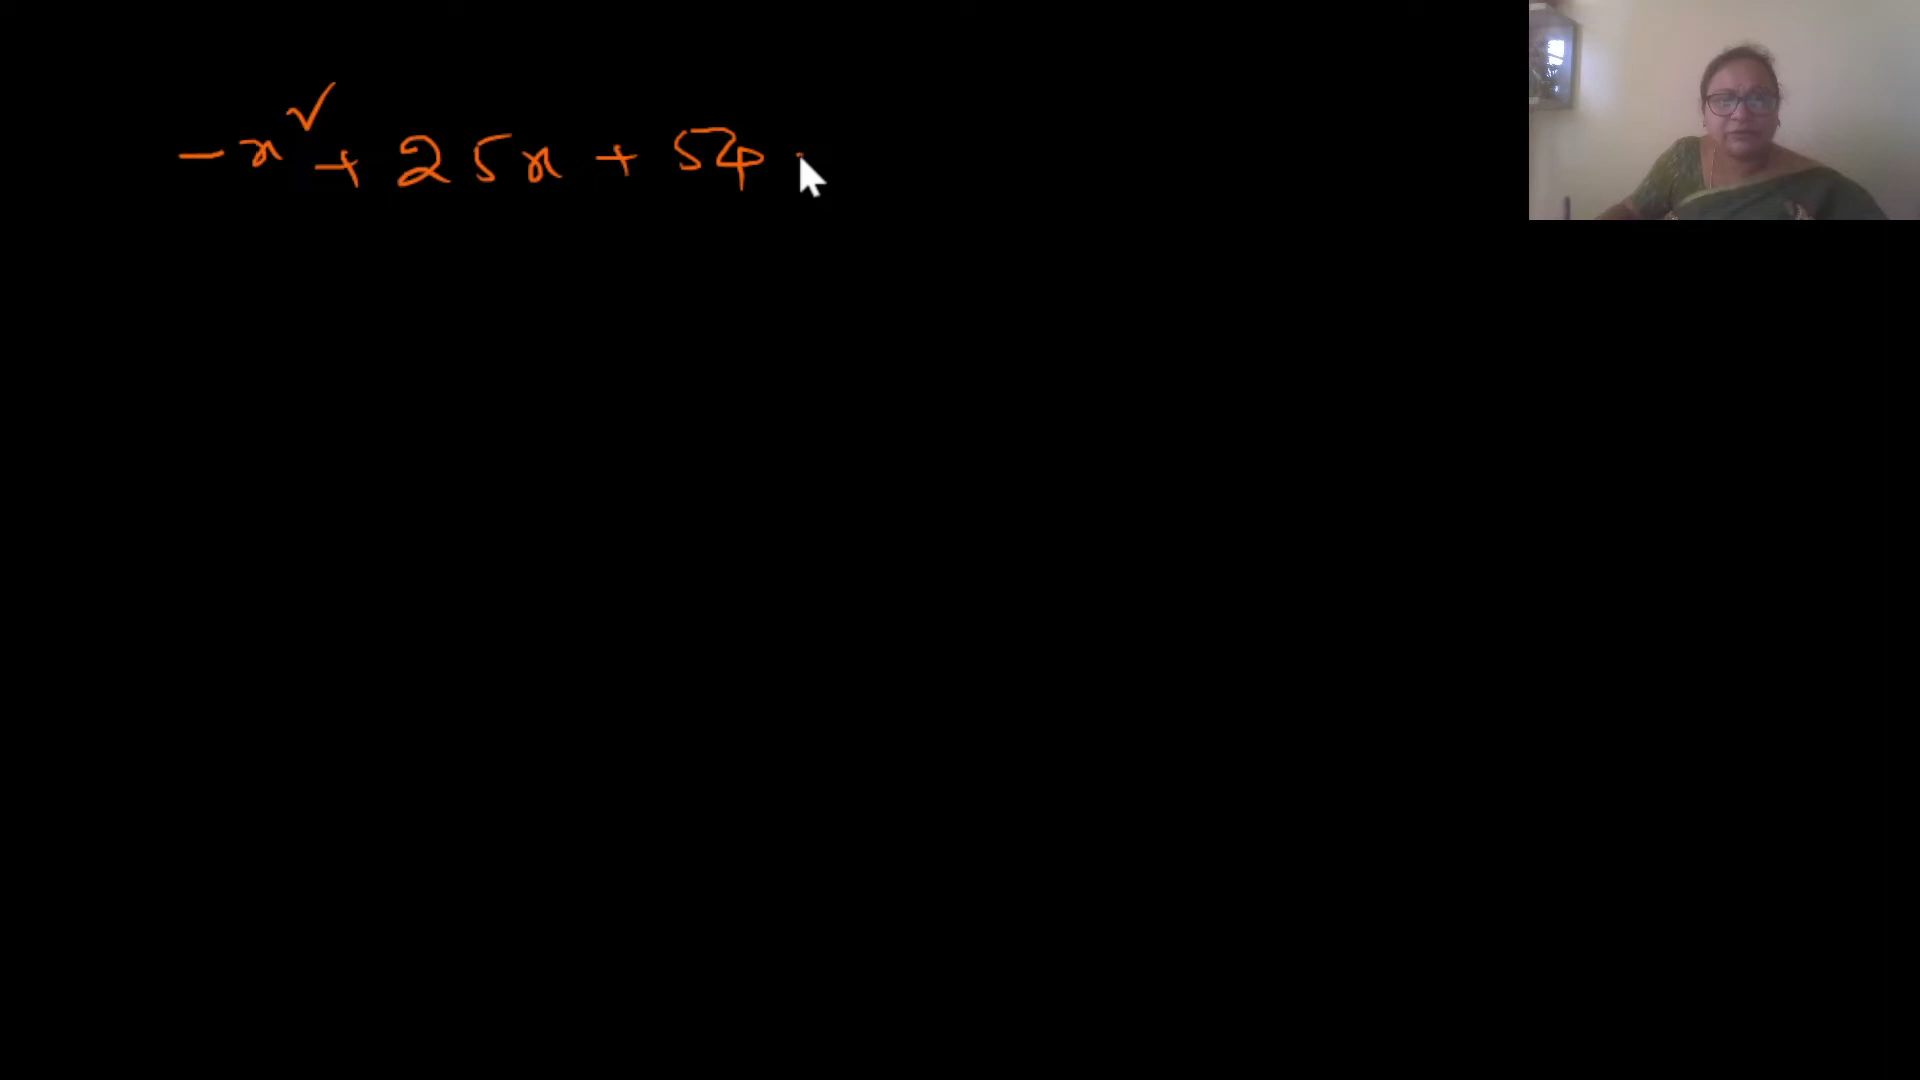 -x² + 25x + 54